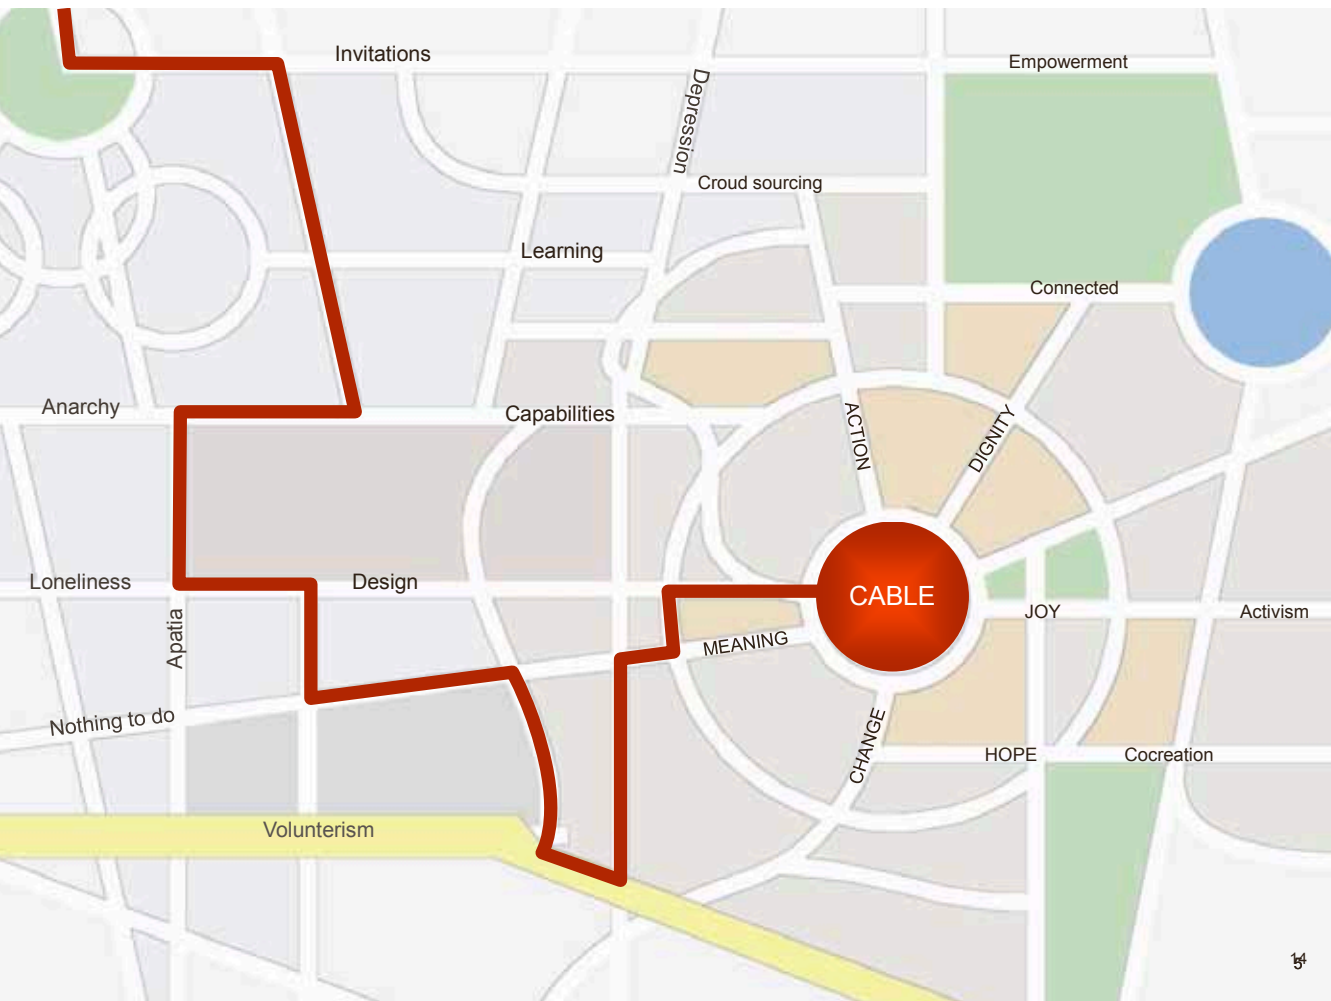 Invitations
Empowerment
Depression
Croud sourcing
Learning
Connected
Anarchy
Capabilities
ACTION
DIGNITY
Loneliness
Design
CABLE
JOY
Activism
Apatia
MEANING
Nothing to do
CHANGE
HOPE
Cocreation
Volunterism